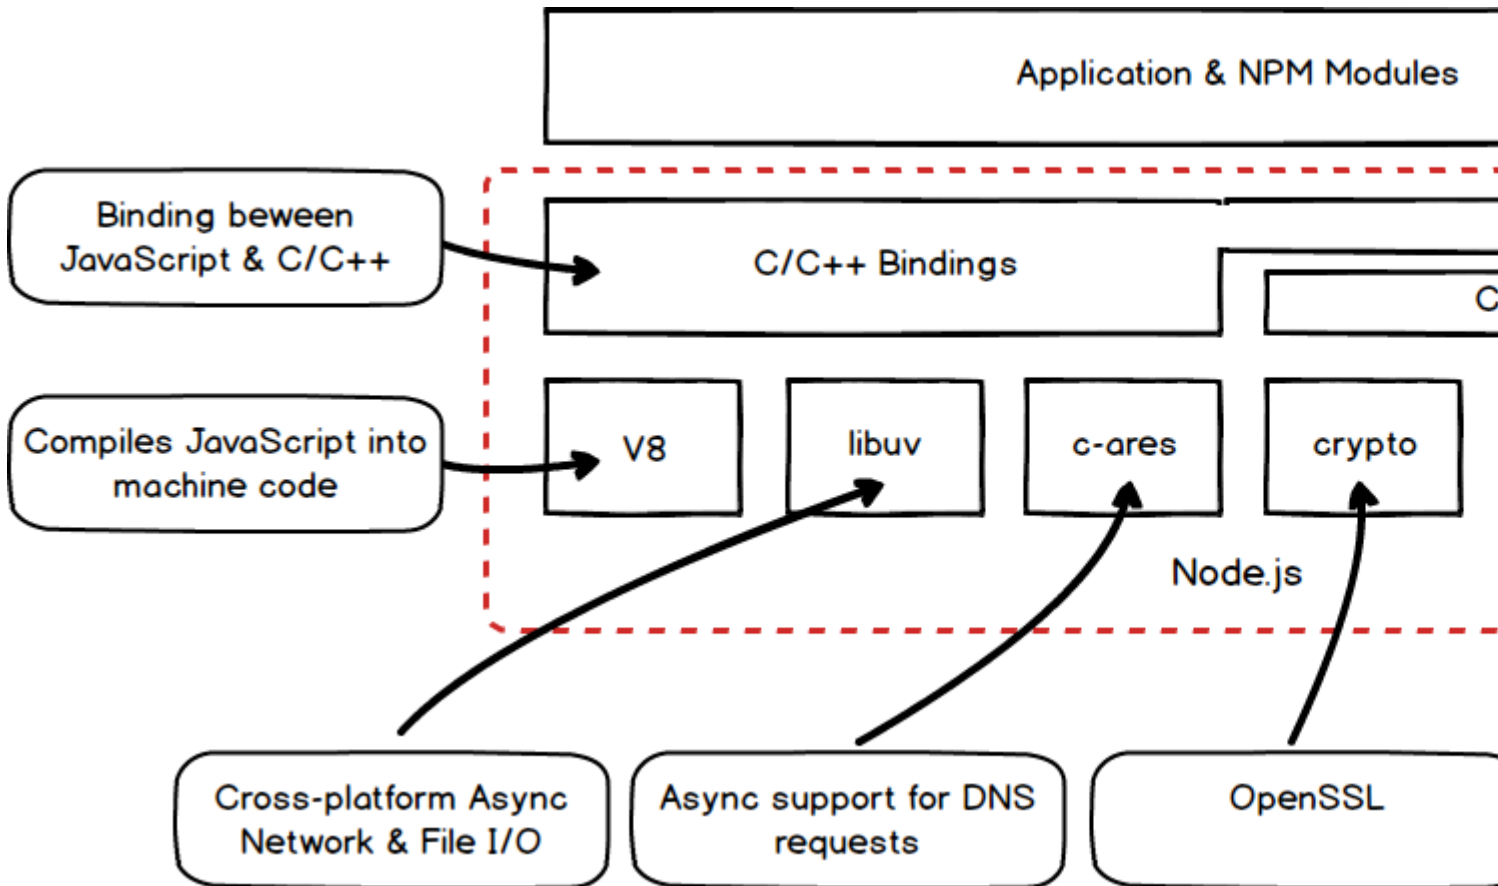 Application & NPM Modules
Binding beween
JavaScript & C/C++
C/C++ Bindings
C
Compiles JavaScript into
machine code
V8
libuv
c-ares
crypto
Node.js
Cross-platform Async
Network & File I/O
Async support for DNS
requests
OpenSSL